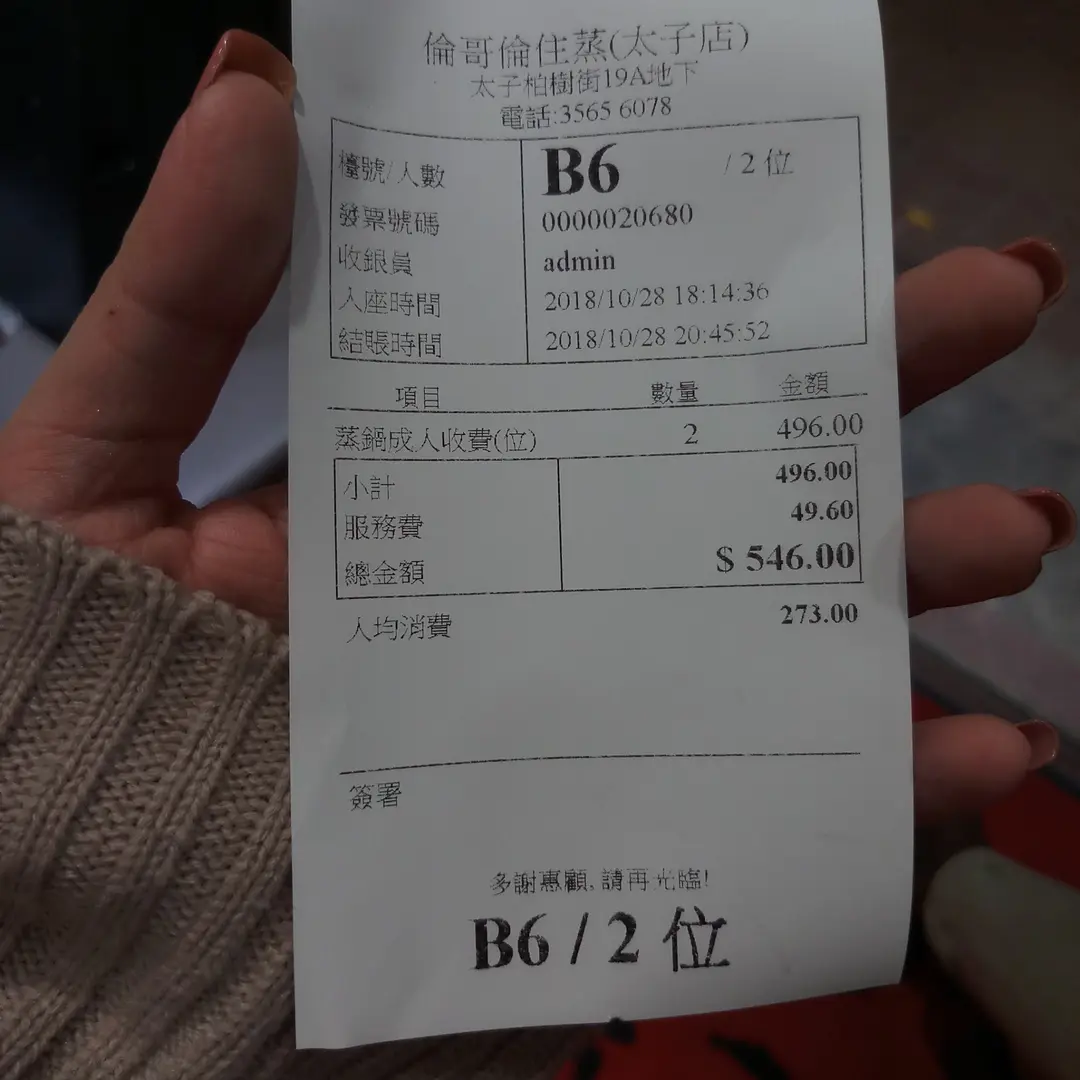 倫哥倫住蒸(太子店)
太子柏樹街19A地下
電話:3565 6078
檯號/人數 B6 / 2 位
發票號碼 0000020680
收銀員 admin
入座時間 2018/10/28 18:14:36
結賬時間 2018/10/28 20:45:52
項目 數量 金額
蒸鍋成人收費(位) 2 496.00
小計 496.00
服務費 49.60
總金額 $ 546.00
人均消費 273.00
簽署
多謝惠顧, 請再光臨!
B6 / 2 位